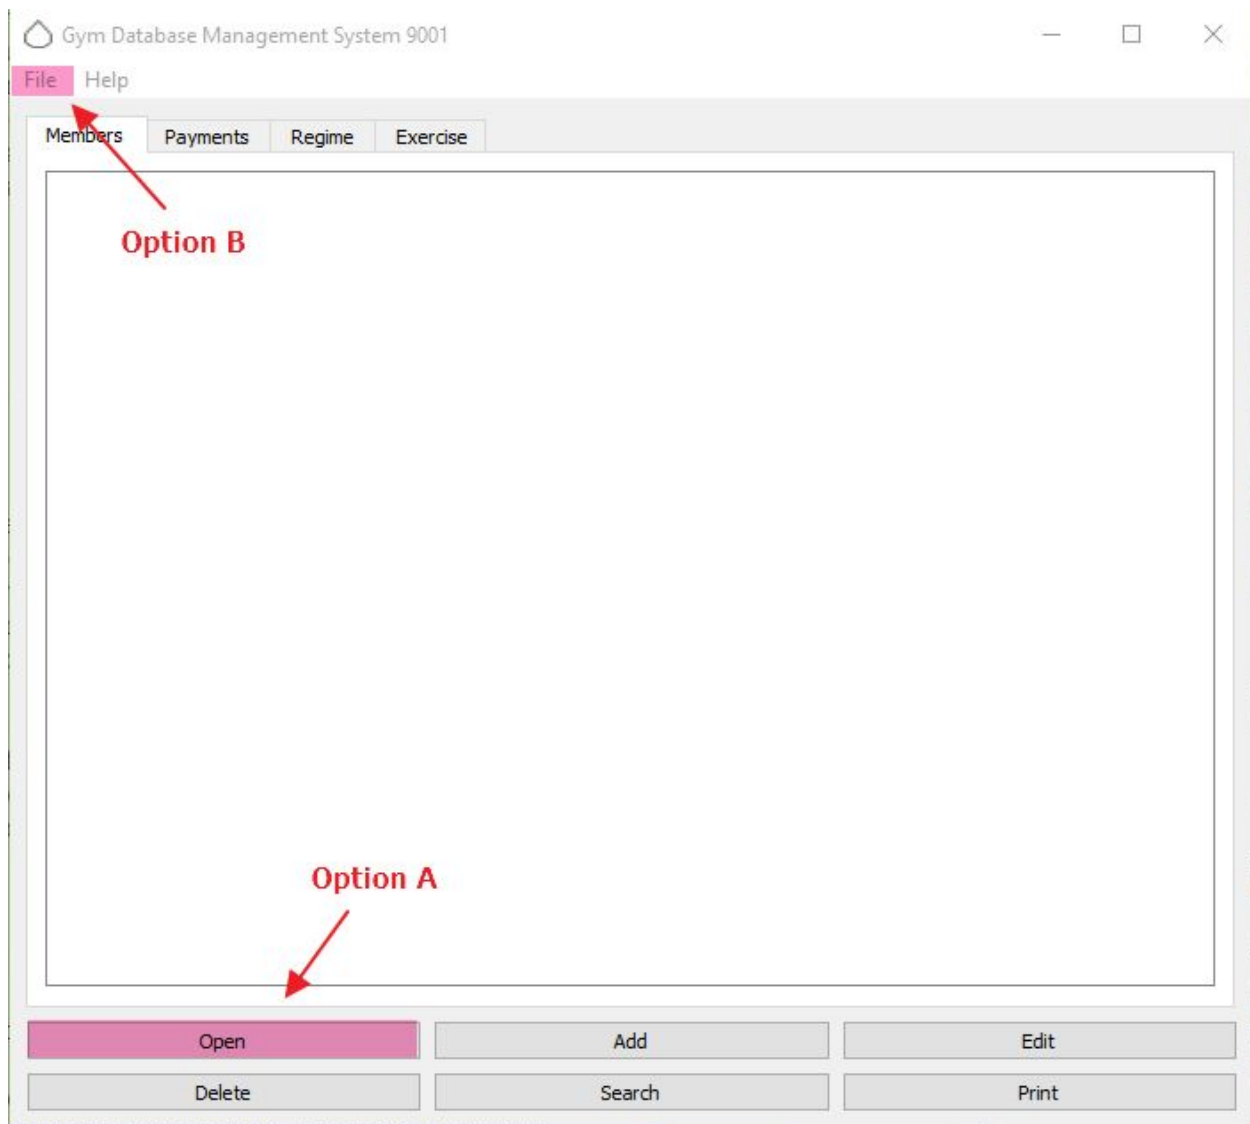 Gym Database Management System 9001
File Help
Members Payments Regime Exercise
Option B
Option A
Open Add Edit
Delete Search Print